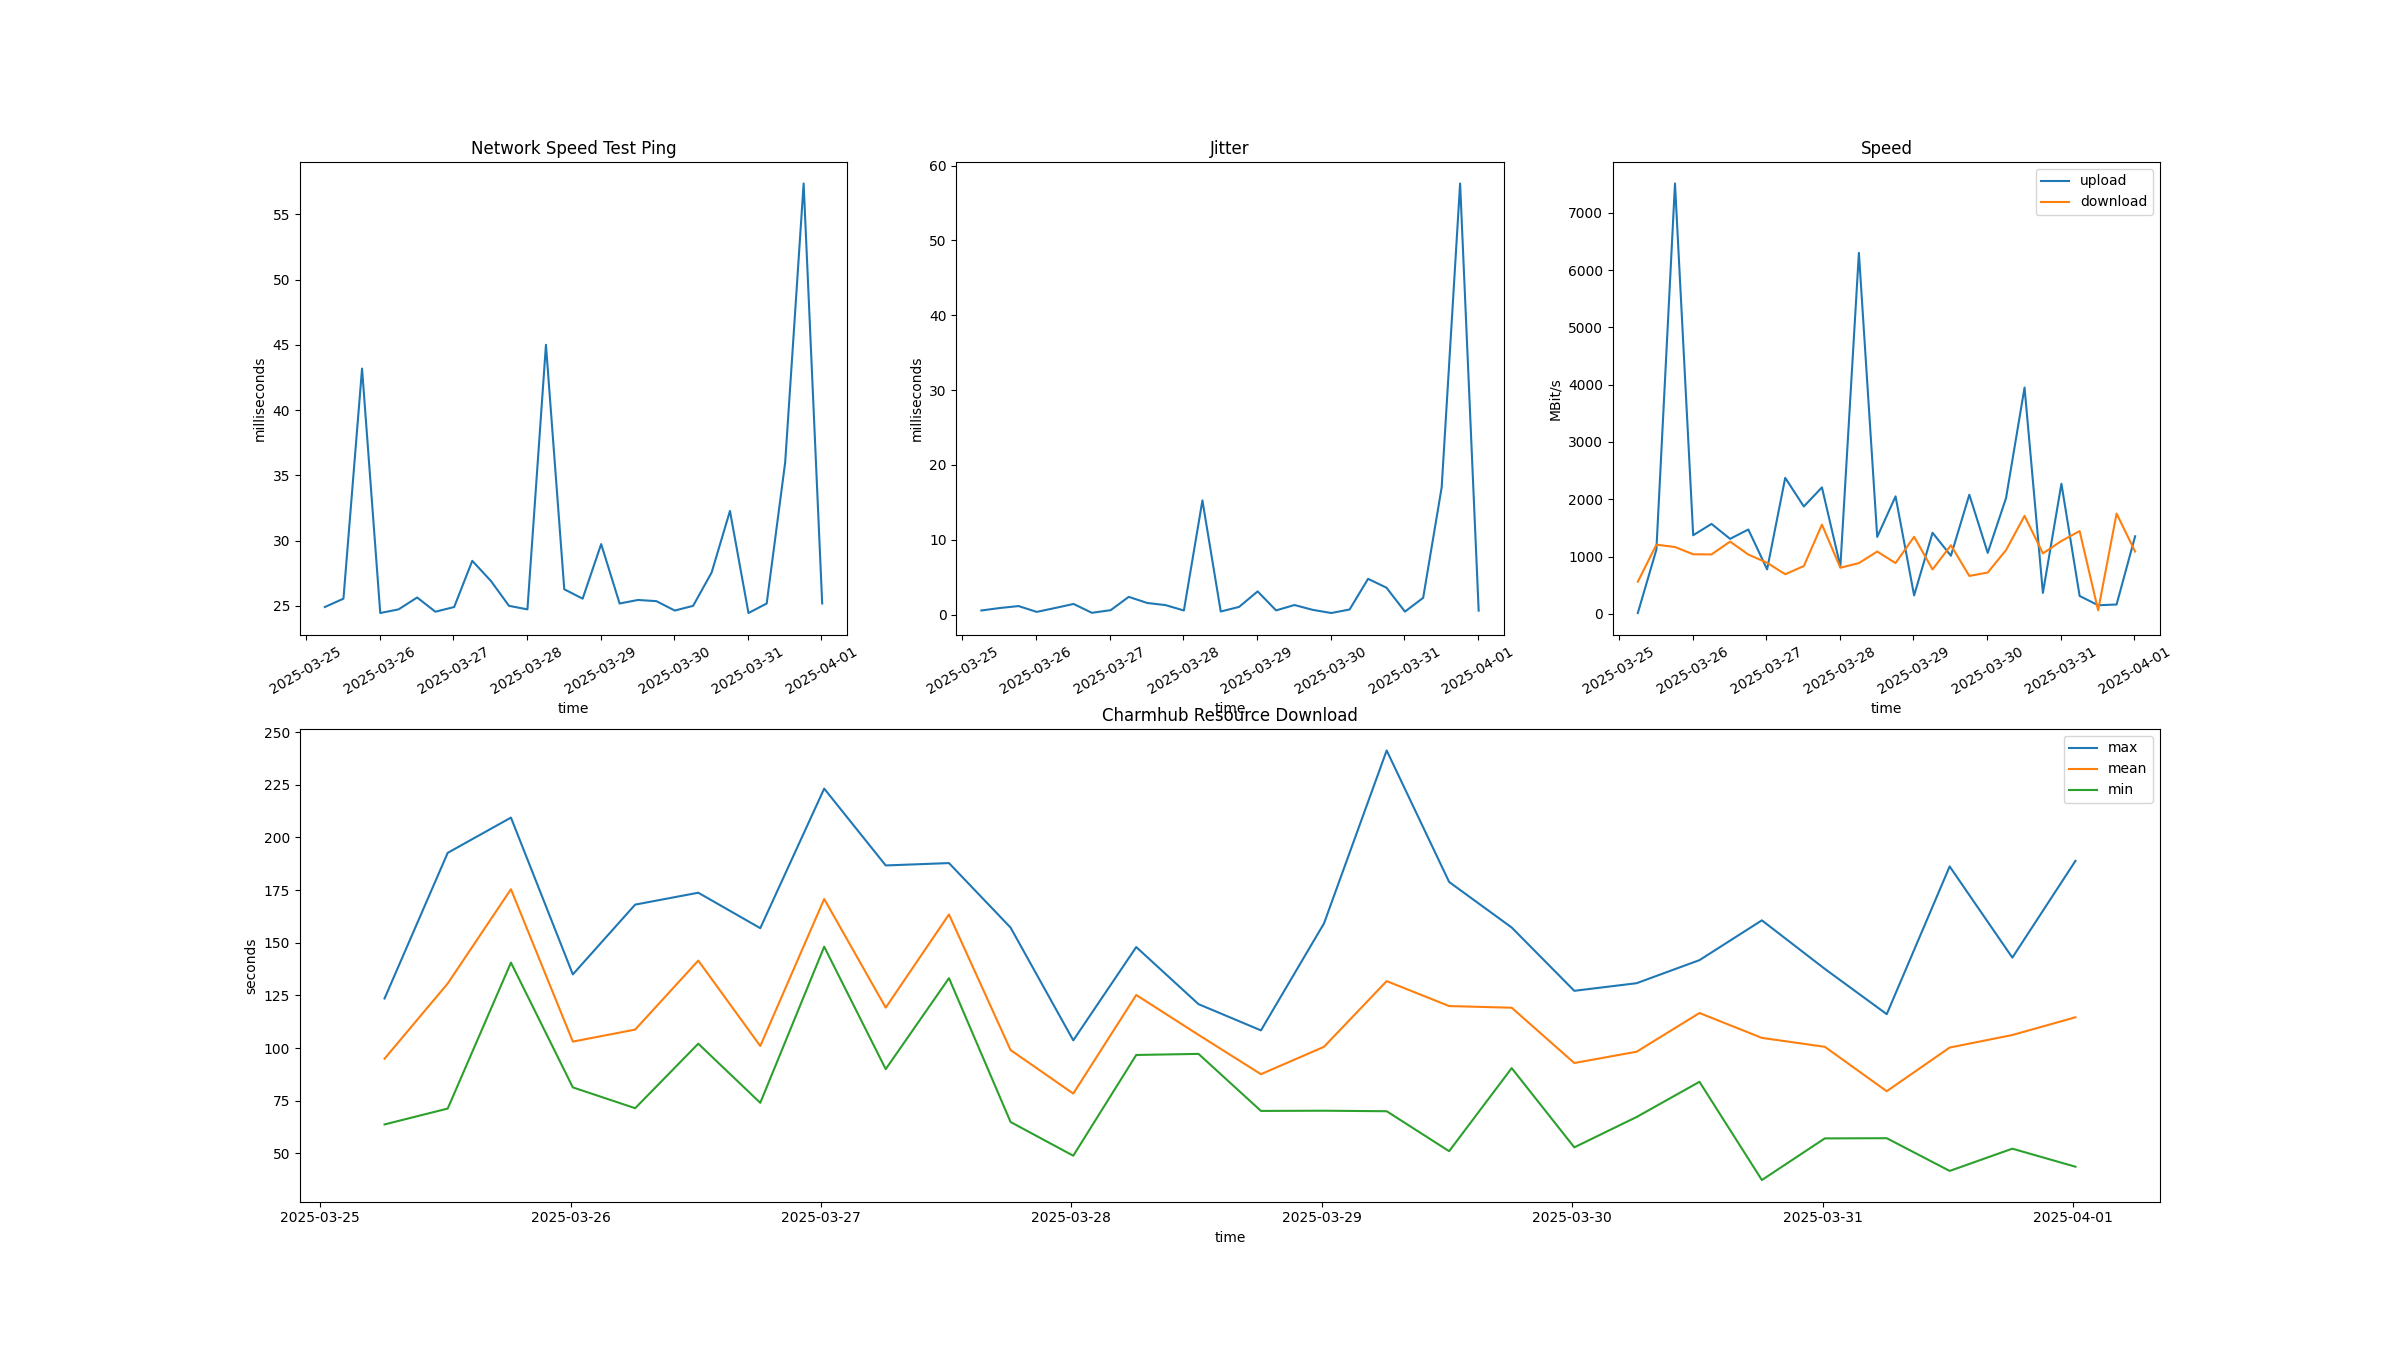 Network Speed Test Ping
55
50
45
40
35
30
25
milliseconds
2025-03-25 2025-03-26 2025-03-27 2025-03-28 2025-03-29 2025-03-30 2025-03-31 2025-04-01
time
Jitter
60
50
40
30
20
10
0
milliseconds
2025-03-25 2025-03-26 2025-03-27 2025-03-28 2025-03-29 2025-03-30 2025-03-31 2025-04-01
time
Speed
upload
download
7000
6000
5000
4000
3000
2000
1000
0
MBit/s
2025-03-25 2025-03-26 2025-03-27 2025-03-28 2025-03-29 2025-03-30 2025-03-31 2025-04-01
time
Charmhub Resource Download
max
mean
min
250
225
200
175
150
125
100
75
50
seconds
2025-03-25 2025-03-26 2025-03-27 2025-03-28 2025-03-29 2025-03-30 2025-03-31 2025-04-01
time